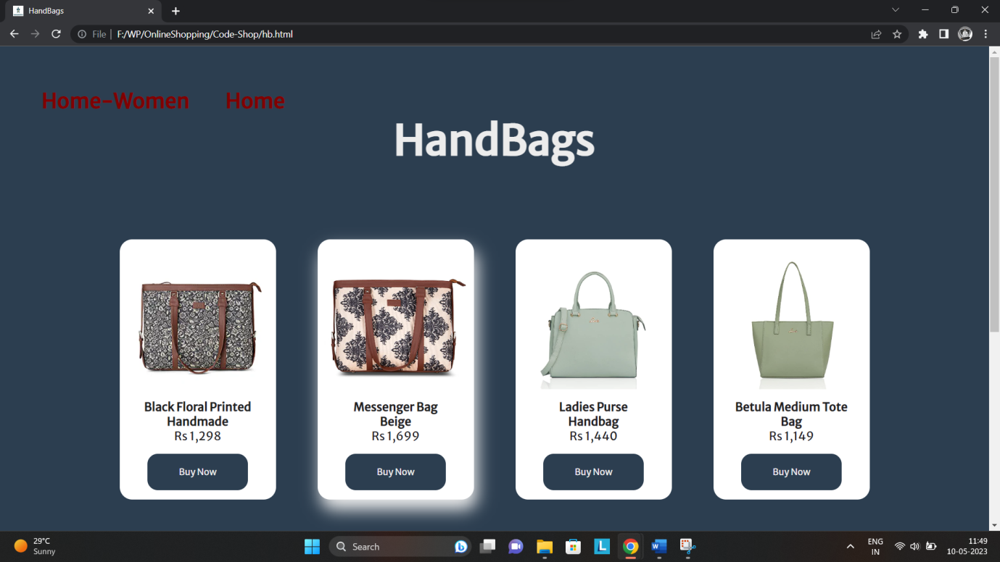 HandBags
File | F:/WP/OnlineShopping/Code-Shop/hb.html
Home-Women Home
HandBags
Black Floral Printed
Handmade
Rs 1,298
Buy Now
Messenger Bag
Beige
Rs 1,699
Buy Now
Ladies Purse
Handbag
Rs 1,440
Buy Now
Betula Medium Tote
Bag
Rs 1,149
Buy Now
29°C
Sunny
Search
ENG
IN
11:49
10-05-2023